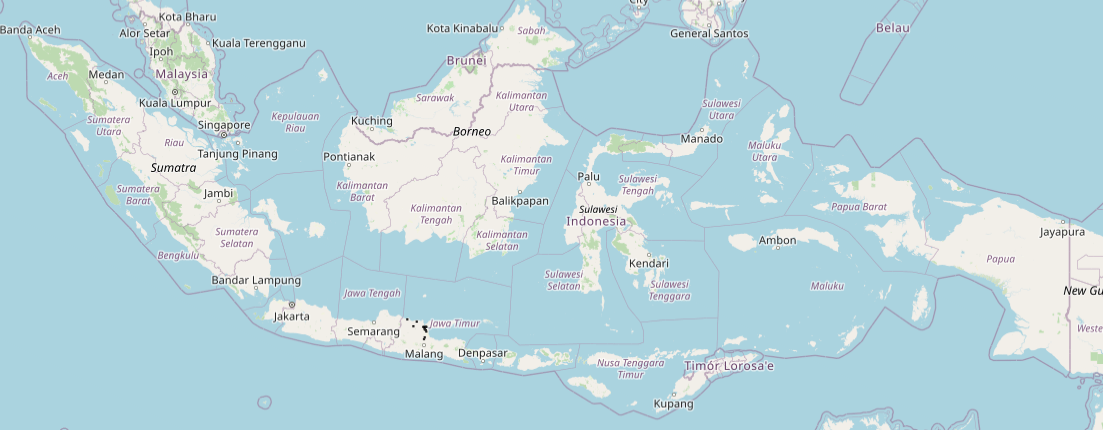 Kota Bharu
City
Banda Aceh
Kota Kinabalu
Sabah
Belau
Alor Setar
General Santos
Kuala Terengganu
Ipoh
Brunei
Aceh
Medan
Malaysia
Kuala Lumpur
Sarawak
Kalimantan
Utara
Sulawesi
Utara
Sumatera
Utara
Singapore
Kepulauan
Riau
Kuching
Borneo
Manado
Riau
Maluku
Utara
Tanjung Pinang
Pontianak
Sumatra
Kalimantan
Timur
Palu
Sulawesi
Tengah
Sumatera
Barat
Jambi
Kalimantan
Barat
Balikpapan
Kalimantan
Tengah
Sulawesi
Indonesia
Papua Barat
Sumatera
Selatan
Kalimantan
Selatan
Ambon
Jayapura
Bengkulu
Kendari
Papua
Bandar Lampung
Sulawesi
Selatan
Sulawesi
Tenggara
Maluku
New Gu
Jawa Tengah
Jakarta
Semarang
Jawa Timur
Weste
Malang
Denpasar
Nusa Tenggara
Timur
Timór Lorosa'e
Kupang